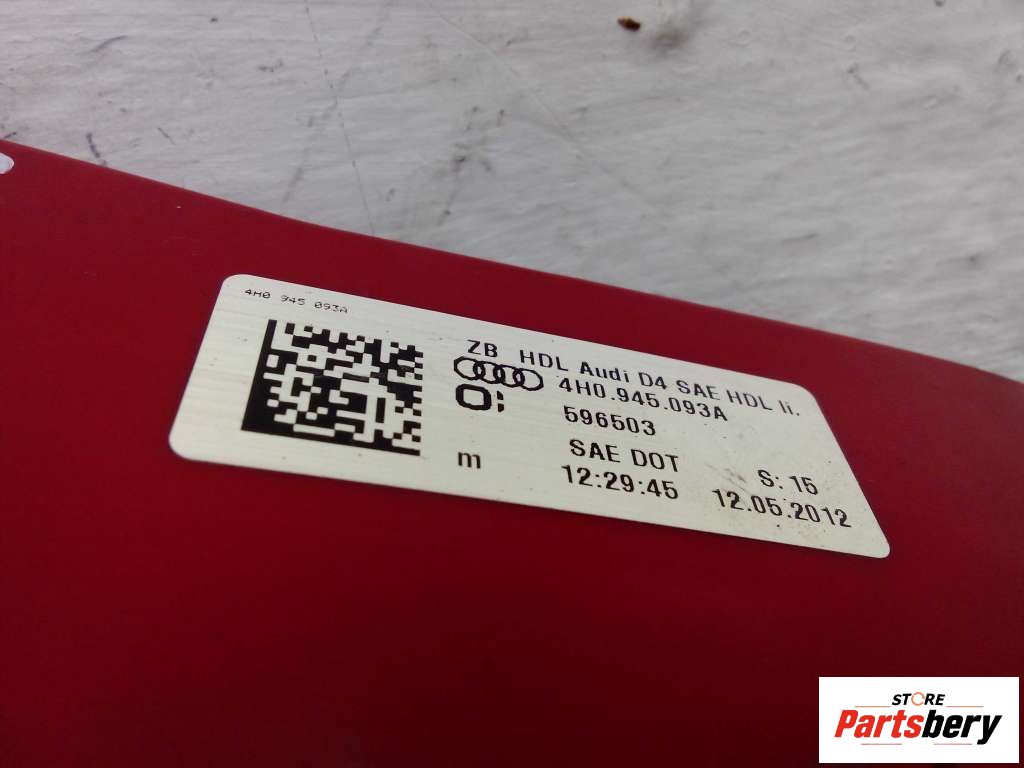 4H0 945 093A
ZB HDL Audi D4 SAE HDL li.
4H0.945.093A
596503
SAE DOT S: 15
m 12:29:45 12.05.2012
STORE
Partsbery